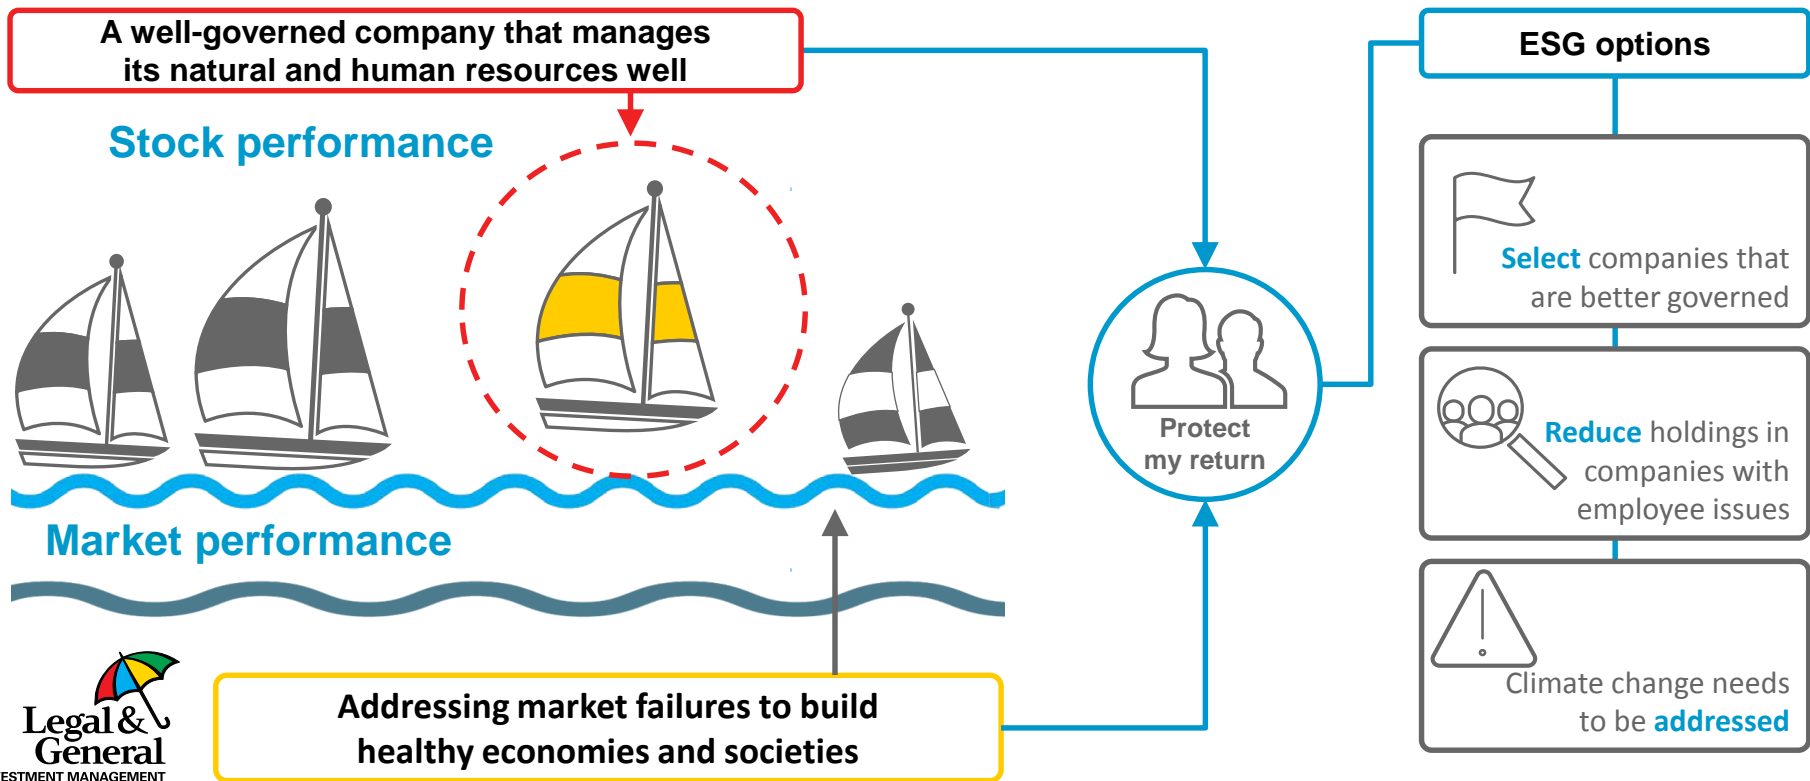 A well-governed company that manages
its natural and human resources well
Stock performance
Market performance
Addressing market failures to build
healthy economies and societies
Protect
my return
ESG options
Select companies that
are better governed
Reduce holdings in
companies with
employee issues
Climate change needs
to be addressed
Legal &
General
VESTMENT MANAGEMENT